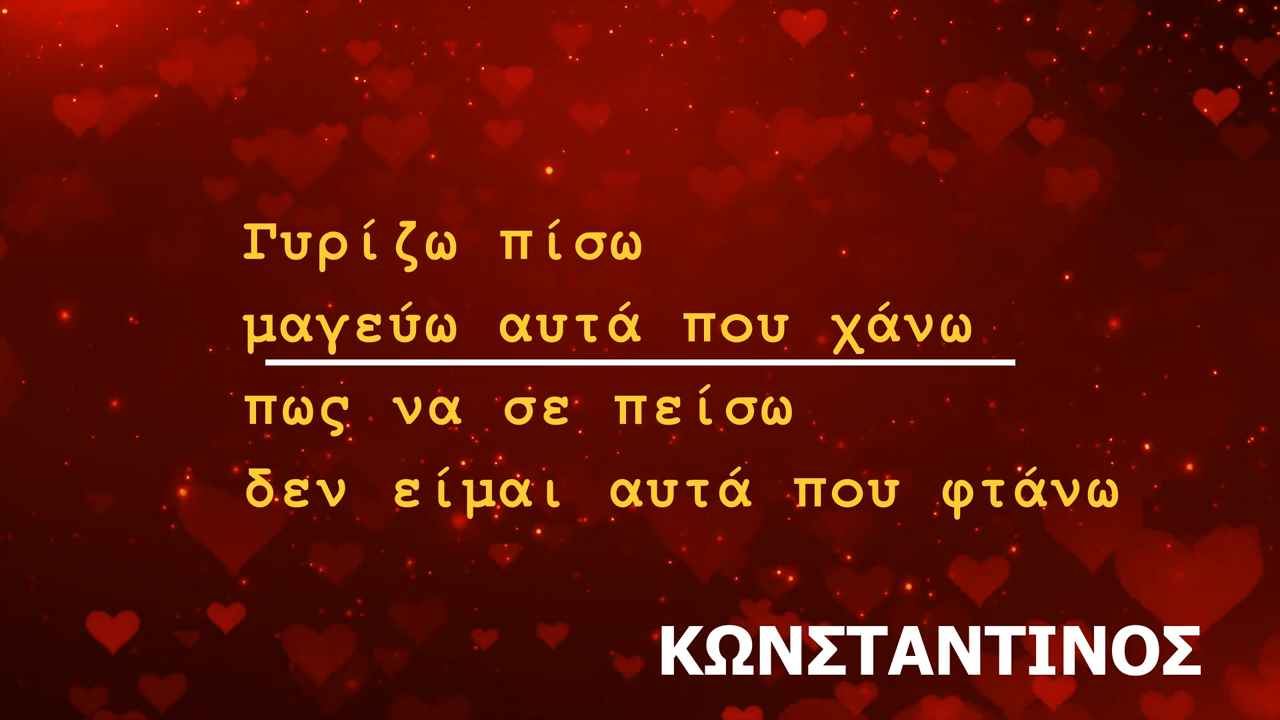 Γυρίζω πίσω
μαγεύω αυτά που χάνω
πως να σε πείσω
δεν είμαι αυτά που φτάνω
ΚΩΝΣΤΑΝΤΙΝΟΣ